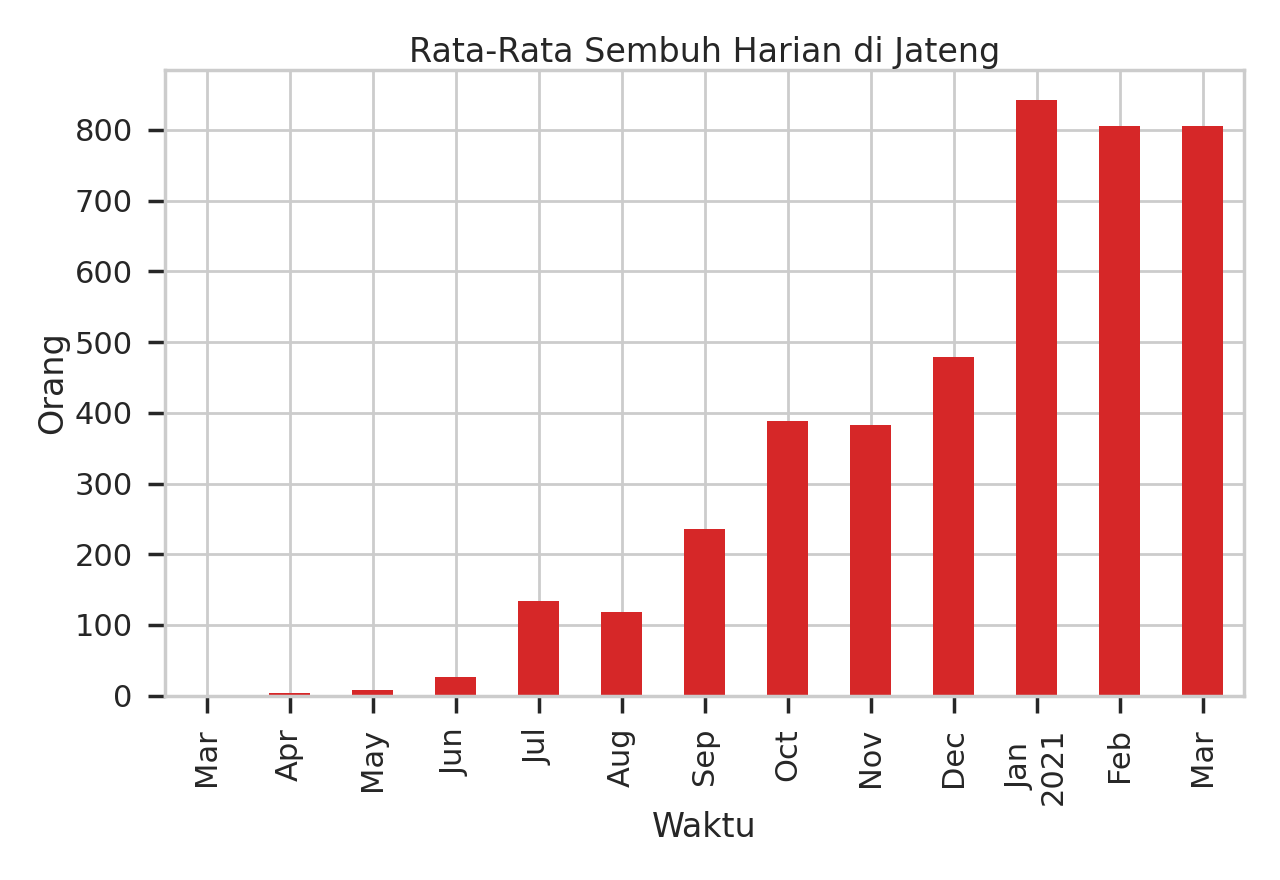 Rata-Rata Sembuh Harian di Jateng
Orang
800
700
600
500
400
300
200
100
0
Mar
Apr
May
Jun
Jul
Aug
Sep
Oct
Nov
Dec
Jan
2021
Feb
Mar
Waktu